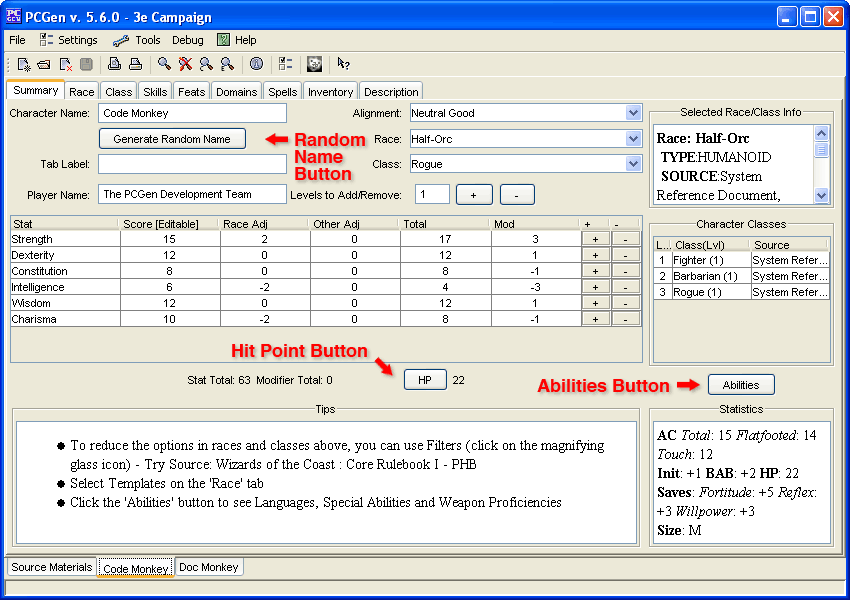 PCGen v. 5.6.0 - 3e Campaign
File Settings Tools Debug Help
Summary Race Class Skills Feats Domains Spells Inventory Description
Character Name: Code Monkey Alignment: Neutral Good
Generate Random Name Random Name Button Race: Half-Orc
Tab Label: Class: Rogue
Player Name: The PCGen Development Team Levels to Add/Remove: 1 + -
Selected Race/Class Info
Race: Half-Orc
TYPE:HUMANOID
SOURCE:System
Reference Document,
Stat Score [Editable] Race Adj Other Adj Total Mod + -
Strength 15 2 0 17 3 + -
Dexterity 12 0 0 12 1 + -
Constitution 8 0 0 8 -1 + -
Intelligence 6 -2 0 4 -3 + -
Wisdom 12 0 0 12 1 + -
Charisma 10 -2 0 8 -1 + -
Character Classes
L... Class(Lvl) Source
1 Fighter (1) System Refer...
2 Barbarian (1) System Refer...
3 Rogue (1) System Refer...
Hit Point Button
Stat Total: 63 Modifier Total: 0 HP 22
Abilities Button Abilities
Tips
To reduce the options in races and classes above, you can use Filters (click on the magnifying
glass icon) - Try Source: Wizards of the Coast : Core Rulebook I - PHB
Select Templates on the 'Race' tab
Click the 'Abilities' button to see Languages, Special Abilities and Weapon Proficiencies
Statistics
AC Total: 15 Flatfooted: 14
Touch: 12
Init: +1 BAB: +2 HP: 22
Saves: Fortitude: +5 Reflex:
+3 Willpower: +3
Size: M
Source Materials Code Monkey Doc Monkey